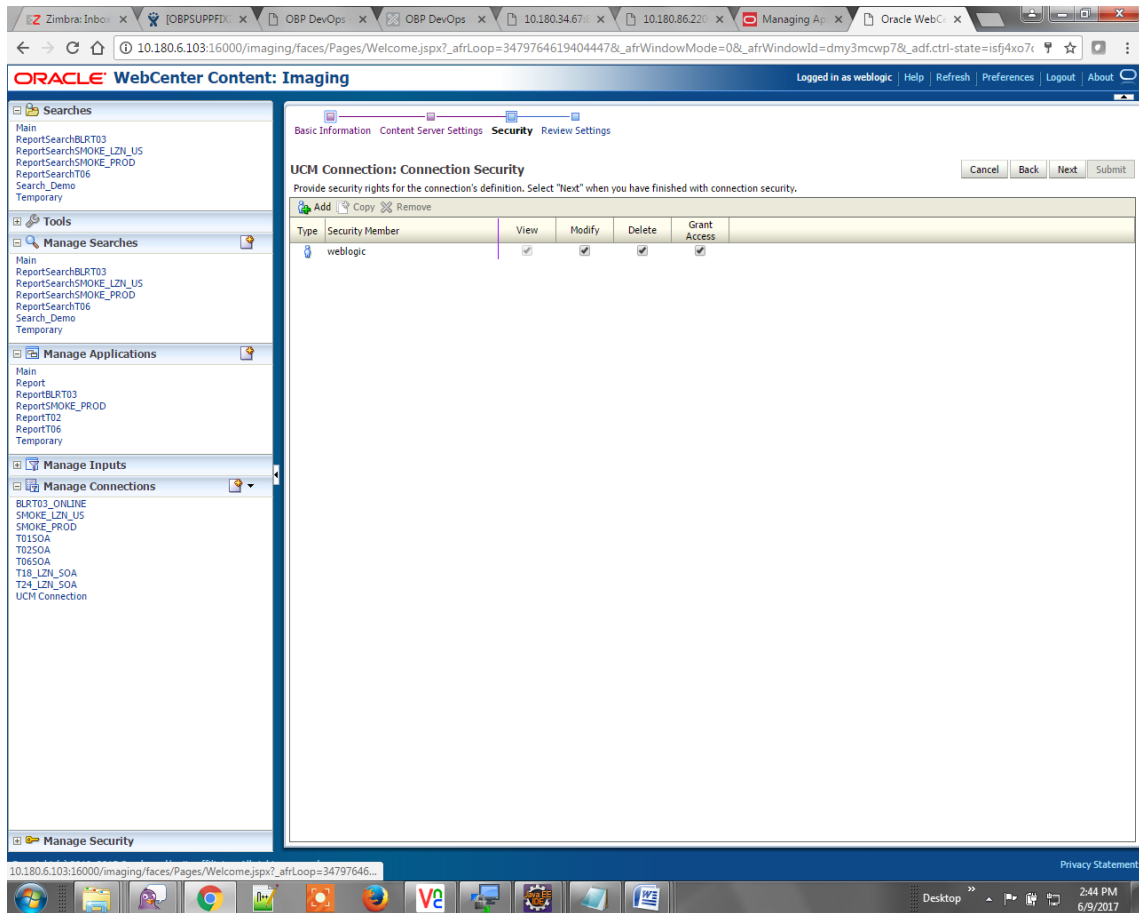 Zimbra: Inbo
[OBPSUPPFIX
OBP DevOps
OBP DevOps
10.180.34.67:
10.180.86.220
Managing Ap
Oracle WebCe
10.180.6.103:16000/imaging/faces/Pages/Welcome.jspx?_afrLoop=3479764619404447&_afrWindowMode=0&_afrWindowId=dmy3mcwp7&_adf.ctrl-state=isfj4xo7c
ORACLE WebCenter Content: Imaging
Logged in as weblogic Help Refresh Preferences Logout About
Searches
Main
ReportSearchBLRT03
ReportSearchSMOKE_LZN_US
ReportSearchSMOKE_PROD
ReportSearchT06
Search_Demo
Temporary
Tools
Manage Searches
Main
ReportSearchBLRT03
ReportSearchSMOKE_LZN_US
ReportSearchSMOKE_PROD
ReportSearchT06
Search_Demo
Temporary
Manage Applications
Main
Report
ReportBLRT03
ReportSMOKE_PROD
ReportT02
ReportT06
Temporary
Manage Inputs
Manage Connections
BLRT03_ONLINE
SMOKE_LZN_US
SMOKE_PROD
T01SOA
T02SOA
T06SOA
T18_LZN_SOA
T24_LZN_SOA
UCM Connection
Manage Security
Basic Information Content Server Settings Security Review Settings
UCM Connection: Connection Security
Cancel Back Next Submit
Provide security rights for the connection's definition. Select "Next" when you have finished with connection security.
Add Copy Remove
Type Security Member View Modify Delete Grant Access
weblogic
Privacy Statement
10.180.6.103:16000/imaging/faces/Pages/Welcome.jspx?_afrLoop=34797646...
Desktop
2:44 PM
6/9/2017